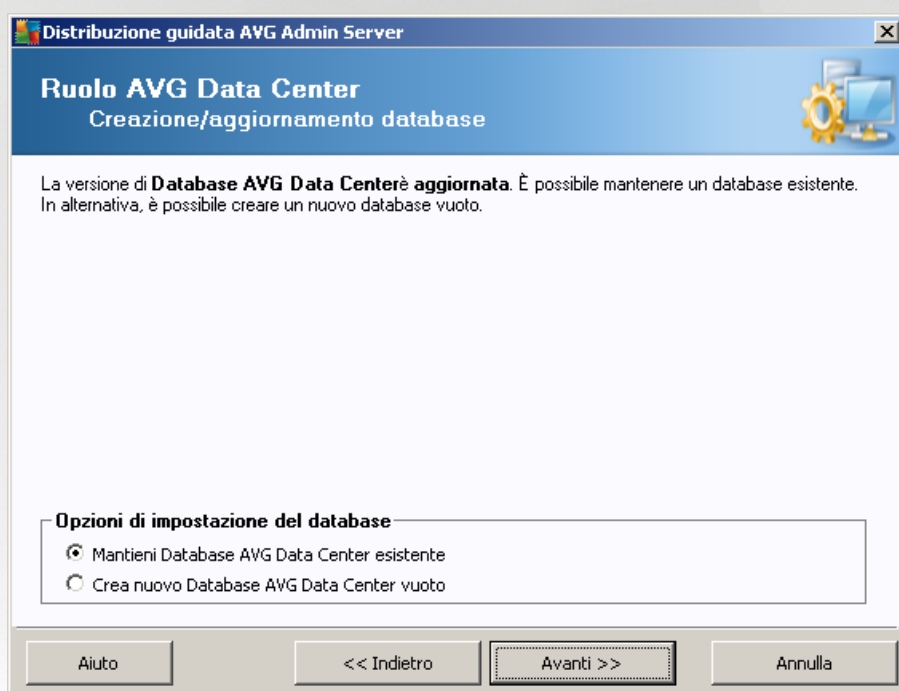 Distribuzione guidata AVG Admin Server
Ruolo AVG Data Center
Creazione/aggiornamento database
La versione di Database AVG Data Centerè aggiornata. È possibile mantenere un database esistente.
In alternativa, è possibile creare un nuovo database vuoto.
Opzioni di impostazione del database
Mantieni Database AVG Data Center esistente
Crea nuovo Database AVG Data Center vuoto
Aiuto
<< Indietro
Avanti >>
Annulla